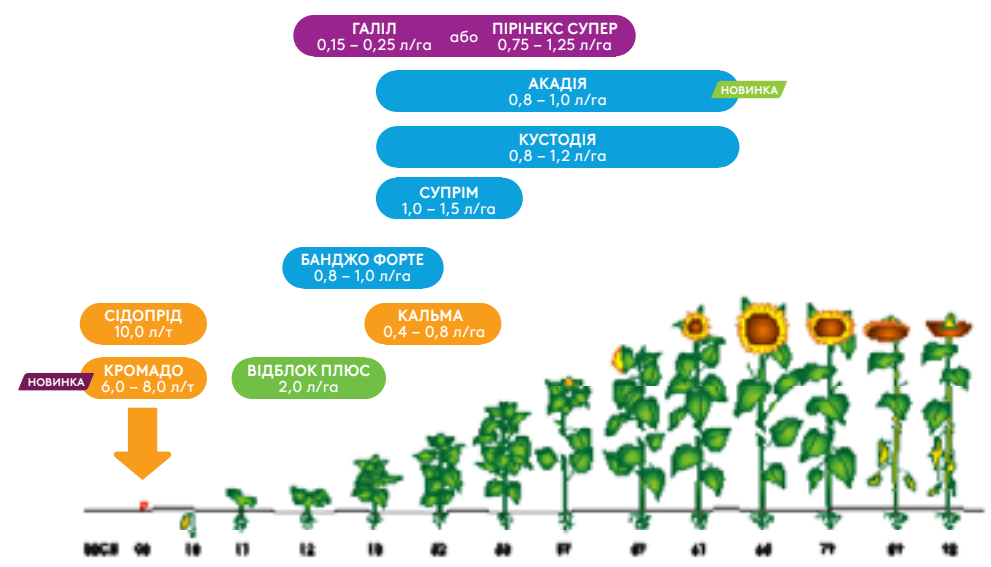 ГАЛІЛ
0,15 – 0,25 л/га
або
ПІРІНЕКС СУПЕР
0,75 – 1,25 л/га
АКАДІЯ
0,8 – 1,0 л/га
НОВИНКА
КУСТОДІЯ
0,8 – 1,2 л/га
СУПРІМ
1,0 – 1,5 л/га
БАНДЖО ФОРТЕ
0,8 – 1,0 л/га
СІДОПРІД
10,0 л/т
КАЛЬМА
0,4 – 0,8 л/га
НОВИНКА
КРОМАДО
6,0 – 8,0 л/т
ВІДБЛОК ПЛЮС
2,0 л/га